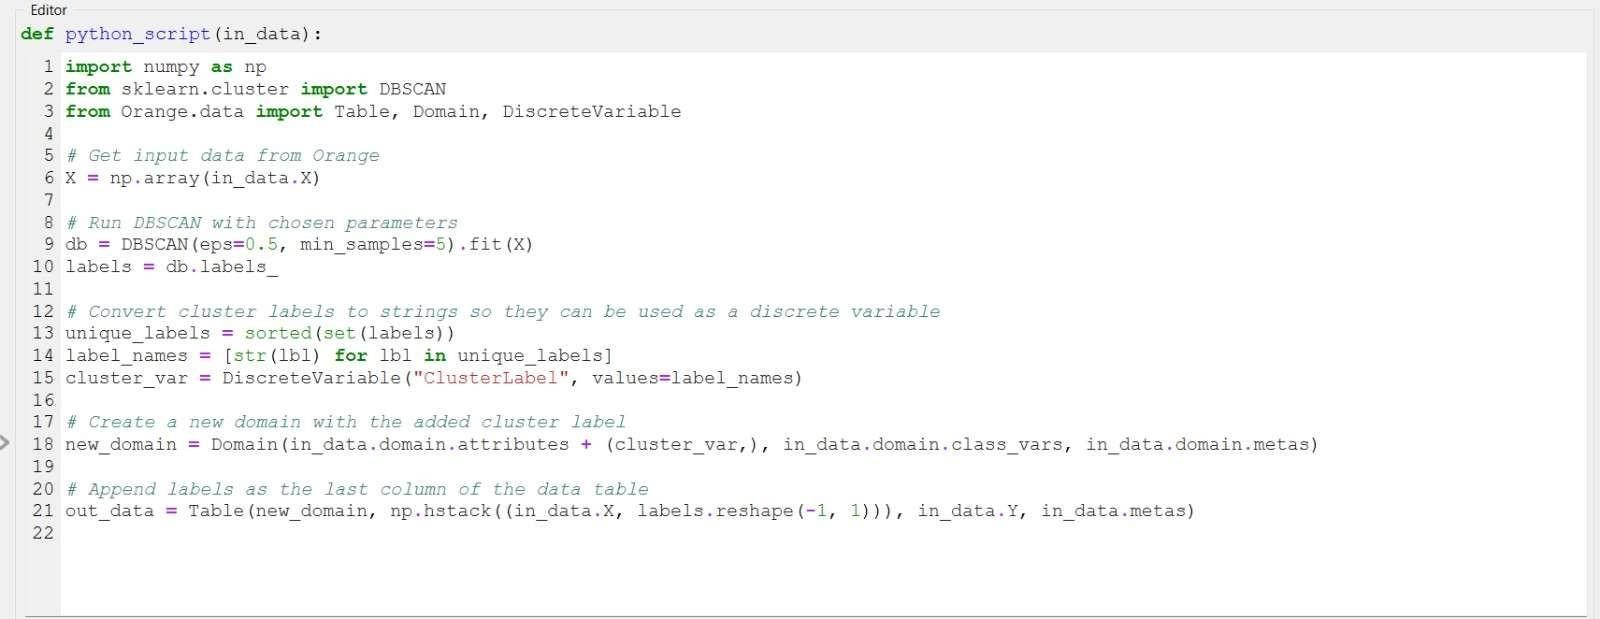 Editor
def python_script(in_data):
1 import numpy as np
2 from sklearn.cluster import DBSCAN
3 from Orange.data import Table, Domain, DiscreteVariable
4
5 # Get input data from Orange
6 X = np.array(in_data.X)
7
8 # Run DBSCAN with chosen parameters
9 db = DBSCAN(eps=0.5, min_samples=5).fit(X)
10 labels = db.labels_
11
12 # Convert cluster labels to strings so they can be used as a discrete variable
13 unique_labels = sorted(set(labels))
14 label_names = [str(lbl) for lbl in unique_labels]
15 cluster_var = DiscreteVariable("ClusterLabel", values=label_names)
16
17 # Create a new domain with the added cluster label
18 new_domain = Domain(in_data.domain.attributes + (cluster_var,), in_data.domain.class_vars, in_data.domain.metas)
19
20 # Append labels as the last column of the data table
21 out_data = Table(new_domain, np.hstack((in_data.X, labels.reshape(-1, 1))), in_data.Y, in_data.metas)
22